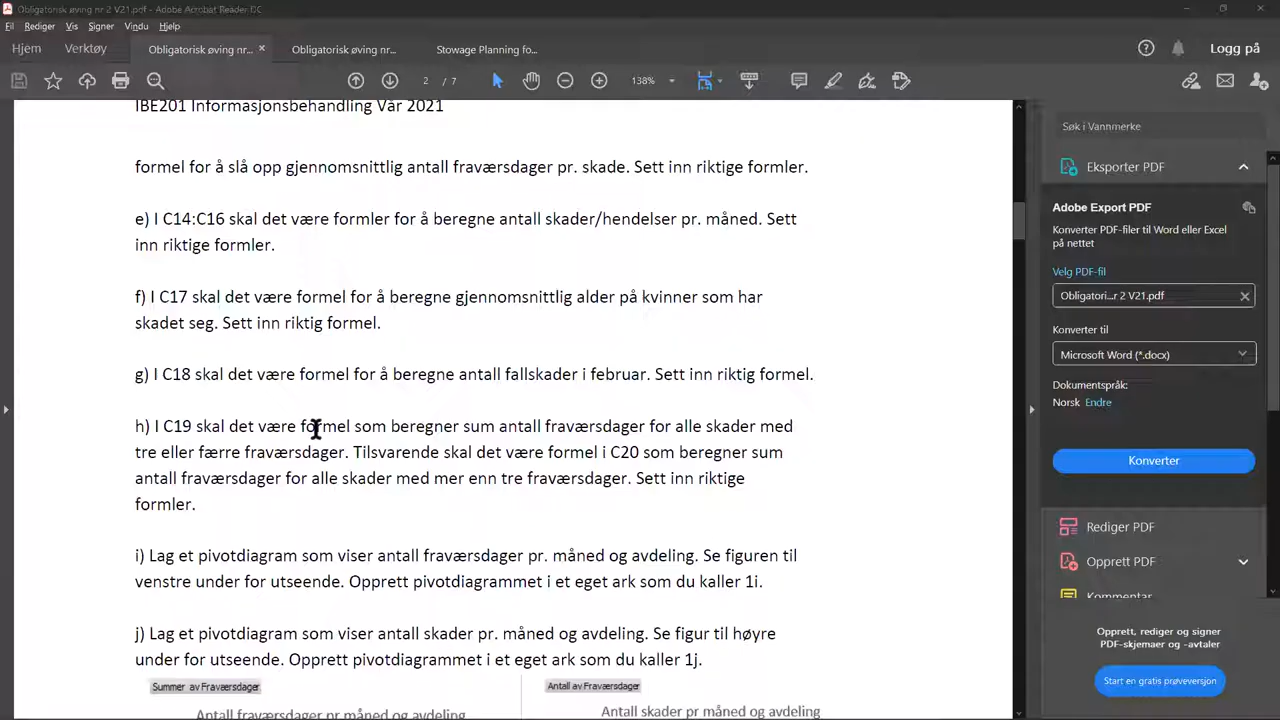 Obligatorisk øving nr 2 V21.pdf - Adobe Acrobat Reader DC
Fil Rediger Vis Signer Vindu Hjelp
Hjem Verktøy Obligatorisk øving nr... × Obligatorisk øving nr... Stowage Planning fo... Logg på
2 / 7 138%
IBE201 Informasjonsbehandling Vår 2021
formel for å slå opp gjennomsnittlig antall fraværsdager pr. skade. Sett inn riktige formler.
e) I C14:C16 skal det være formler for å beregne antall skader/hendelser pr. måned. Sett
inn riktige formler.
f) I C17 skal det være formel for å beregne gjennomsnittlig alder på kvinner som har
skadet seg. Sett inn riktig formel.
g) I C18 skal det være formel for å beregne antall fallskader i februar. Sett inn riktig formel.
h) I C19 skal det være formel som beregner sum antall fraværsdager for alle skader med
tre eller færre fraværsdager. Tilsvarende skal det være formel i C20 som beregner sum
antall fraværsdager for alle skader med mer enn tre fraværsdager. Sett inn riktige
formler.
i) Lag et pivotdiagram som viser antall fraværsdager pr. måned og avdeling. Se figuren til
venstre under for utseende. Opprett pivotdiagrammet i et eget ark som du kaller 1i.
j) Lag et pivotdiagram som viser antall skader pr. måned og avdeling. Se figur til høyre
under for utseende. Opprett pivotdiagrammet i et eget ark som du kaller 1j.
Summer av Fraværsdager Antall av Fraværsdager
Antall fraværsdager pr måned og avdeling Antall skader pr måned og avdeling
Søk i Vannmerke
Eksporter PDF
Adobe Export PDF
Konverter PDF-filer til Word eller Excel
på nettet
Velg PDF-fil
Obligatori...r 2 V21.pdf ×
Konverter til
Microsoft Word (*.docx)
Dokumentspråk:
Norsk Endre
Konverter
Rediger PDF
Opprett PDF
Kommentar
Opprett, rediger og signer
PDF-skjemaer og -avtaler
Start en gratis prøveversjon